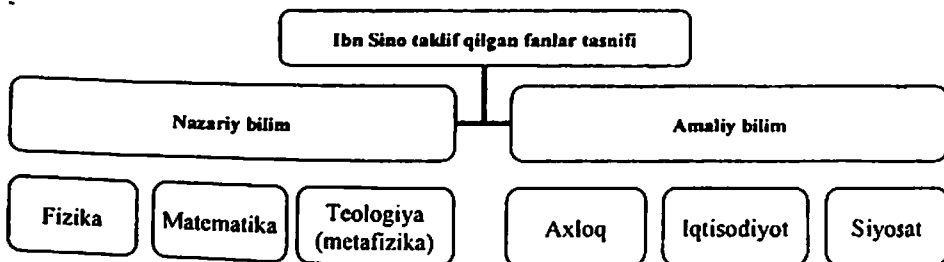 Ibn Sino taklif qilgan fanlar tasnifi
Nazariy bilim
Amaliy bilim
Fizika
Matematika
Teologiya
(metafizika)
Axloq
Iqtisodiyot
Siyosat